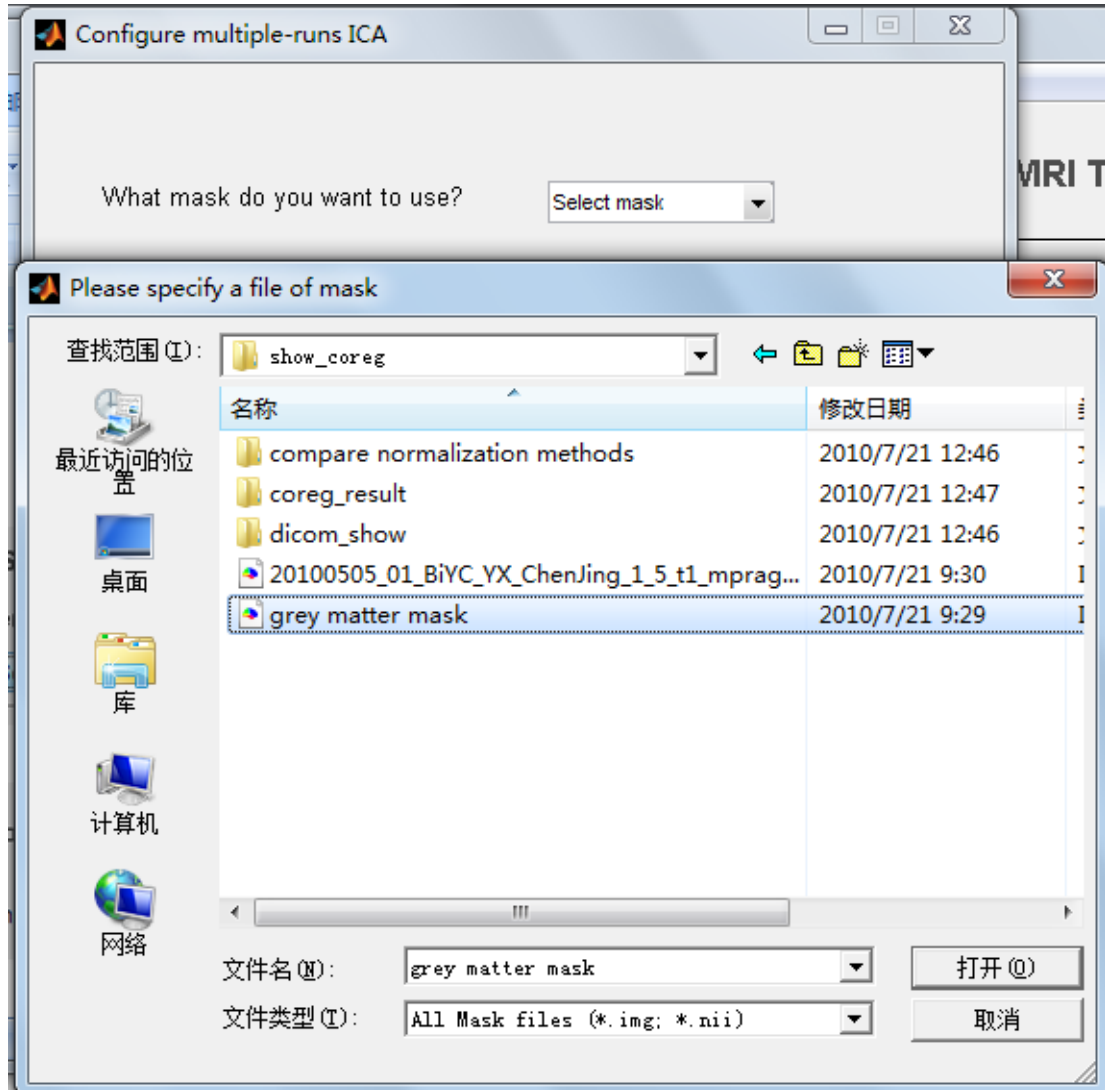 Configure multiple-runs ICA
MRI T
What mask do you want to use?
Select mask
Please specify a file of mask
查找范围(I):
show_coreg
名称
修改日期
最近访问的位置
compare normalization methods
2010/7/21 12:46
coreg_result
2010/7/21 12:47
dicom_show
2010/7/21 12:46
20100505_01_BiYC_YX_ChenJing_1_5_t1_mprag...
2010/7/21 9:30
grey matter mask
2010/7/21 9:29
桌面
库
计算机
网络
文件名(N):
grey matter mask
打开(O)
文件类型(T):
All Mask files (*.img; *.nii)
取消